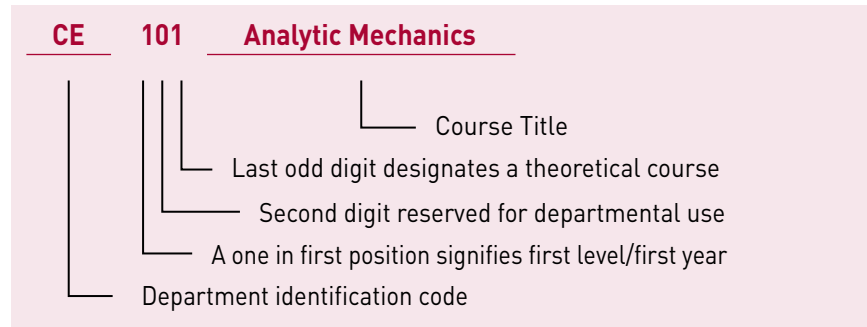 CE 101 Analytic Mechanics
Course Title
Last odd digit designates a theoretical course
Second digit reserved for departmental use
A one in first position signifies first level/first year
Department identification code